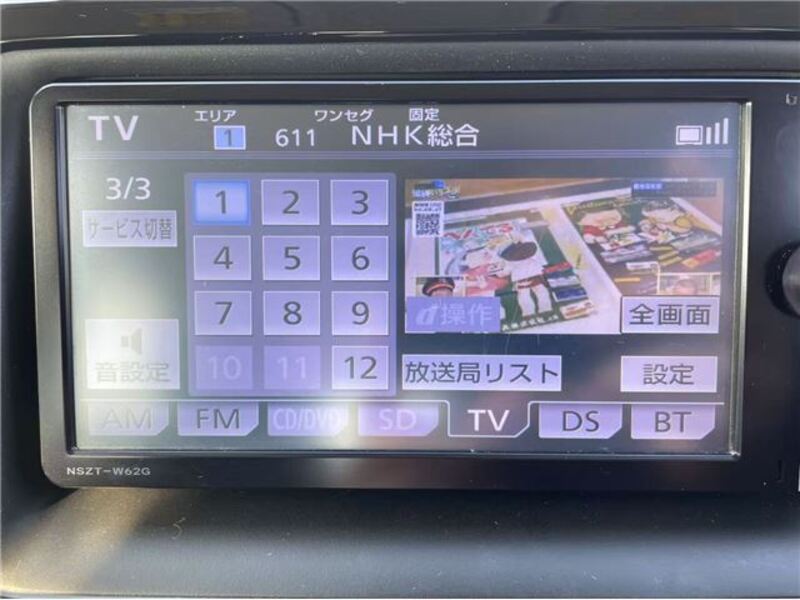 エリア ワンセグ 固定
TV 1 611 NHK総合
3/3
サービス切替
1 2 3
4 5 6
7 8 9
10 11 12
d操作 全画面
音設定
放送局リスト 設定
AM FM CD/DVD SD TV DS BT
NSZT-W62G